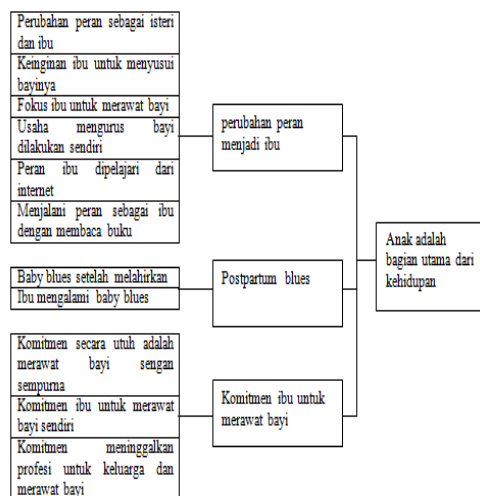 Perubahan peran sebagai isteri
dan ibu
Keinginan ibu untuk menyusui
bayinya
Fokus ibu untuk merawat bayi
Usaha mengurus bayi
dilakukan sendiri
Peran ibu dipelajari dari
internet
Menjalani peran sebagai ibu
dengan membaca buku
perubahan peran
menjadi ibu
Baby blues setelah melahirkan
Ibu mengalami baby blues
Postpartum blues
Komitmen secara utuh adalah
merawat bayi sengan
sempurna
Komitmen ibu untuk merawat
bayi sendiri
Komitmen meninggalkan
profesi untuk keluarga dan
merawat bayi
Komitmen ibu untuk
merawat bayi
Anak adalah
bagian utama dari
kehidupan